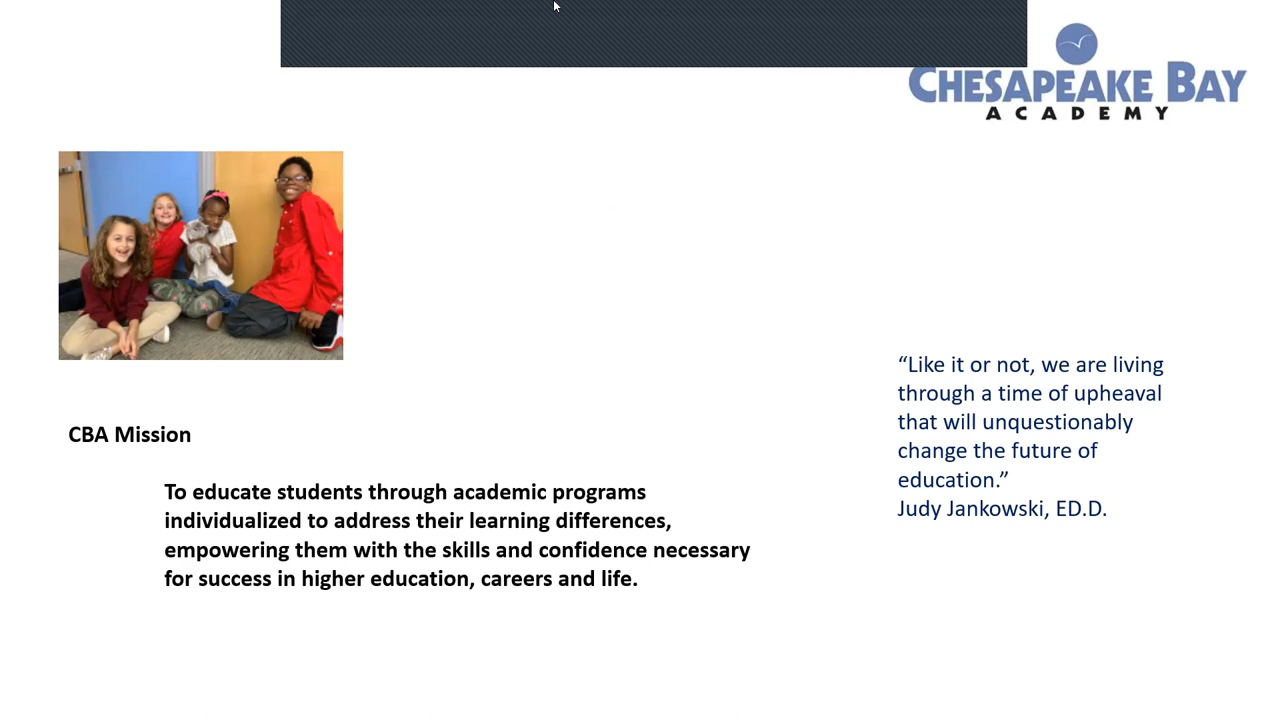 CHESAPEAKE BAY
ACADEMY
“Like it or not, we are living
through a time of upheaval
that will unquestionably
change the future of
education.”
Judy Jankowski, ED.D.
CBA Mission
To educate students through academic programs
individualized to address their learning differences,
empowering them with the skills and confidence necessary
for success in higher education, careers and life.